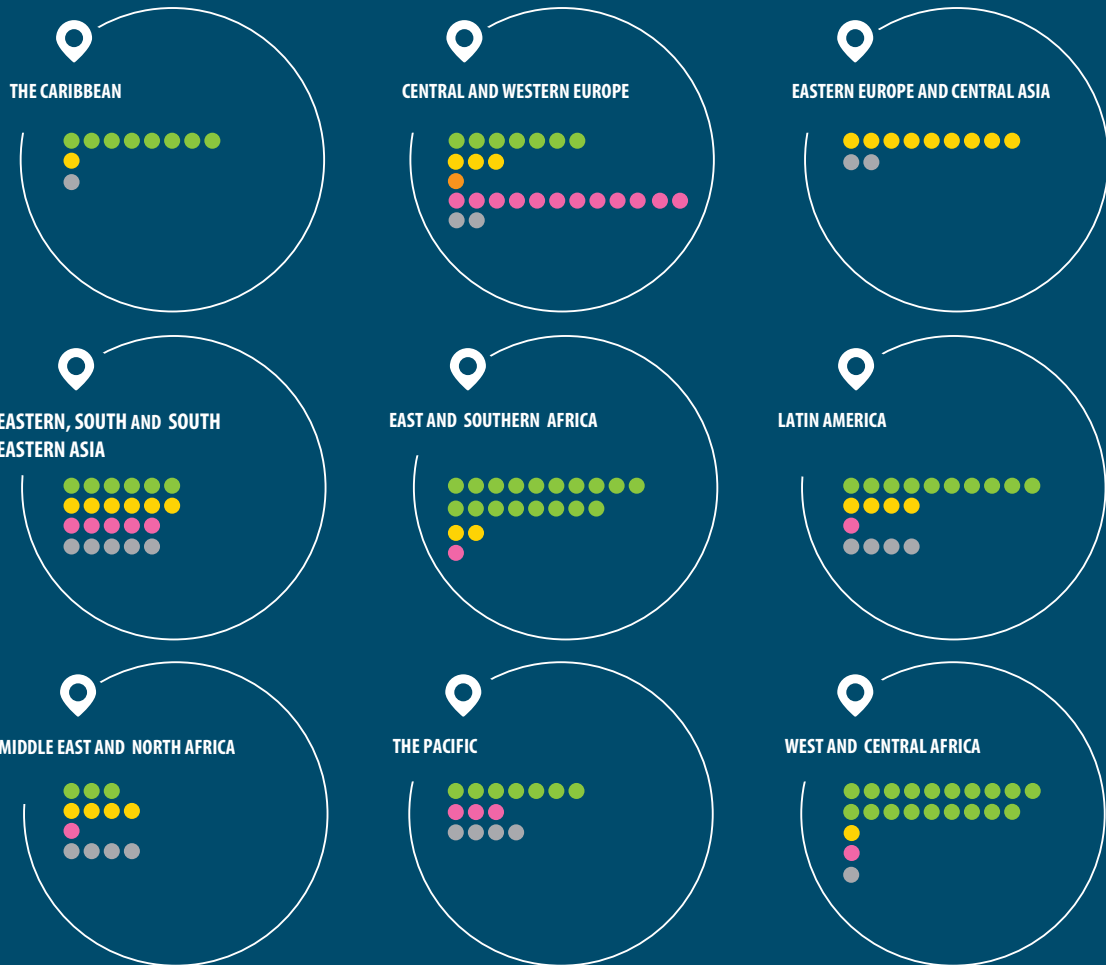 THE CARIBBEAN
CENTRAL AND WESTERN EUROPE
EASTERN EUROPE AND CENTRAL ASIA
EASTERN, SOUTH AND SOUTH
EASTERN ASIA
EAST AND SOUTHERN AFRICA
LATIN AMERICA
MIDDLE EAST AND NORTH AFRICA
THE PACIFIC
WEST AND CENTRAL AFRICA